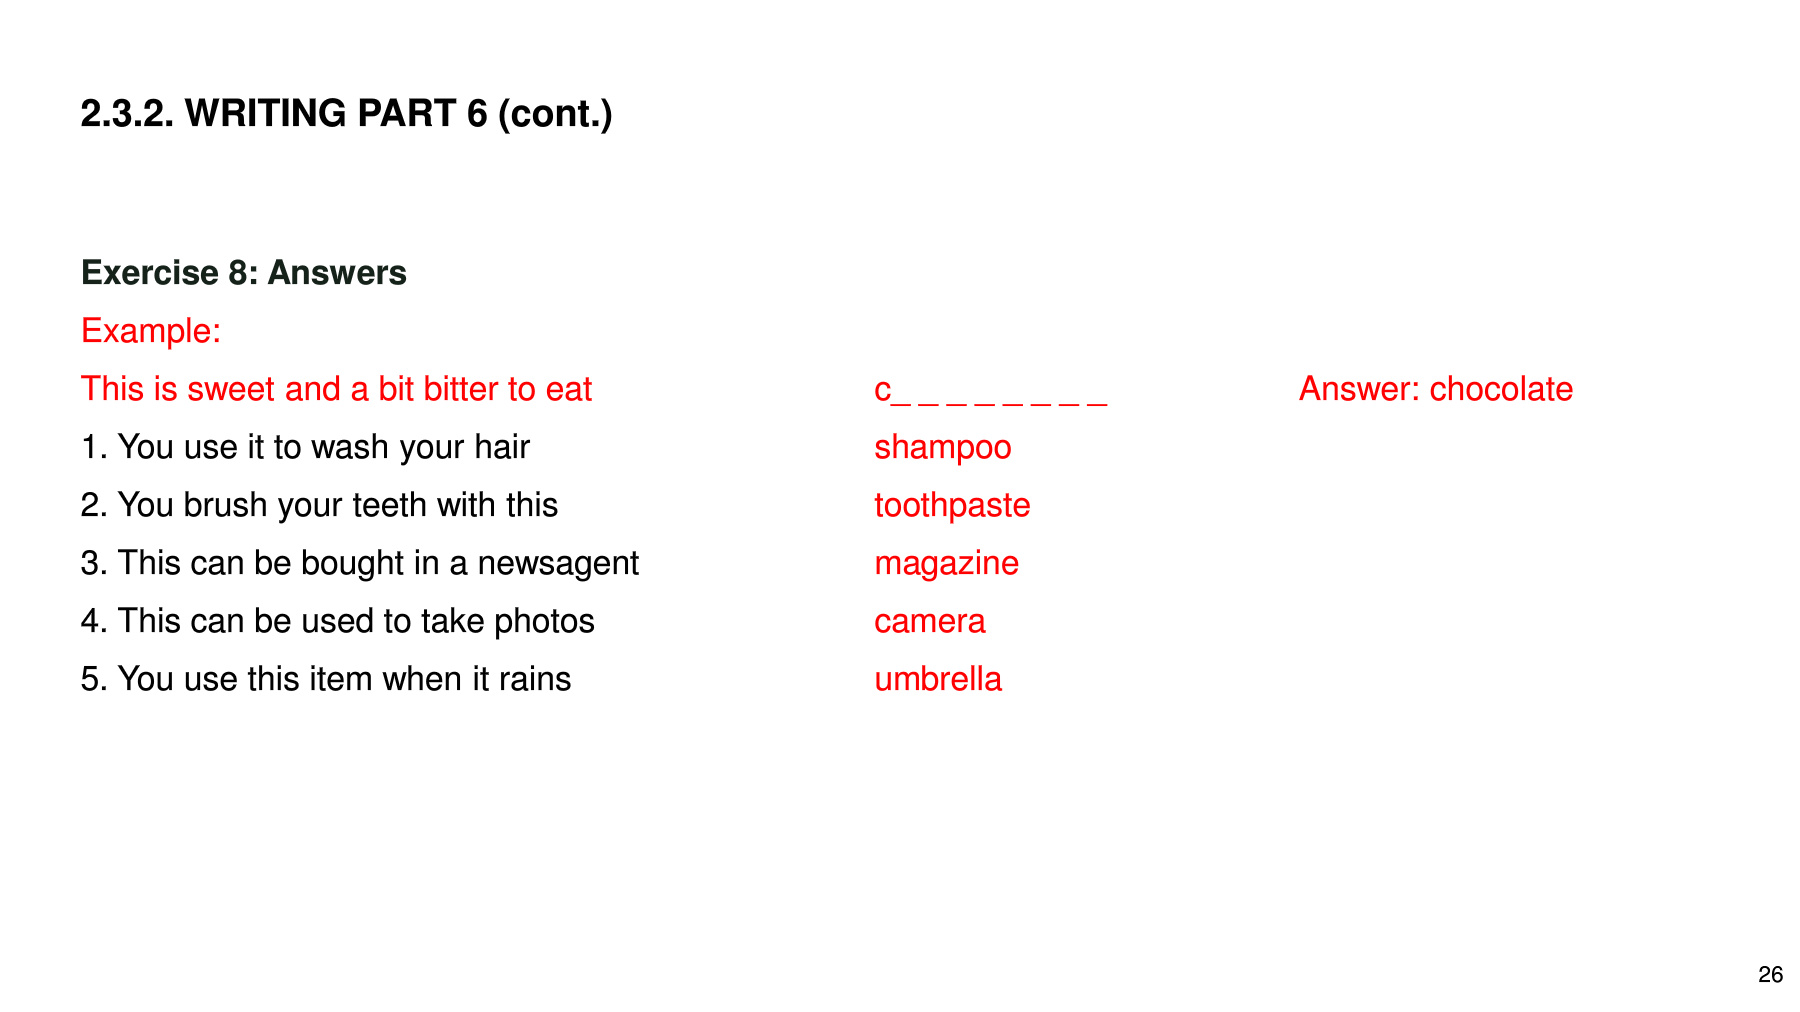 2.3.2. WRITING PART 6 (cont.)
Exercise 8: Answers
Example:
This is sweet and a bit bitter to eat c_ _ _ _ _ _ _ _ Answer: chocolate
1. You use it to wash your hair shampoo
2. You brush your teeth with this toothpaste
3. This can be bought in a newsagent magazine
4. This can be used to take photos camera
5. You use this item when it rains umbrella
26